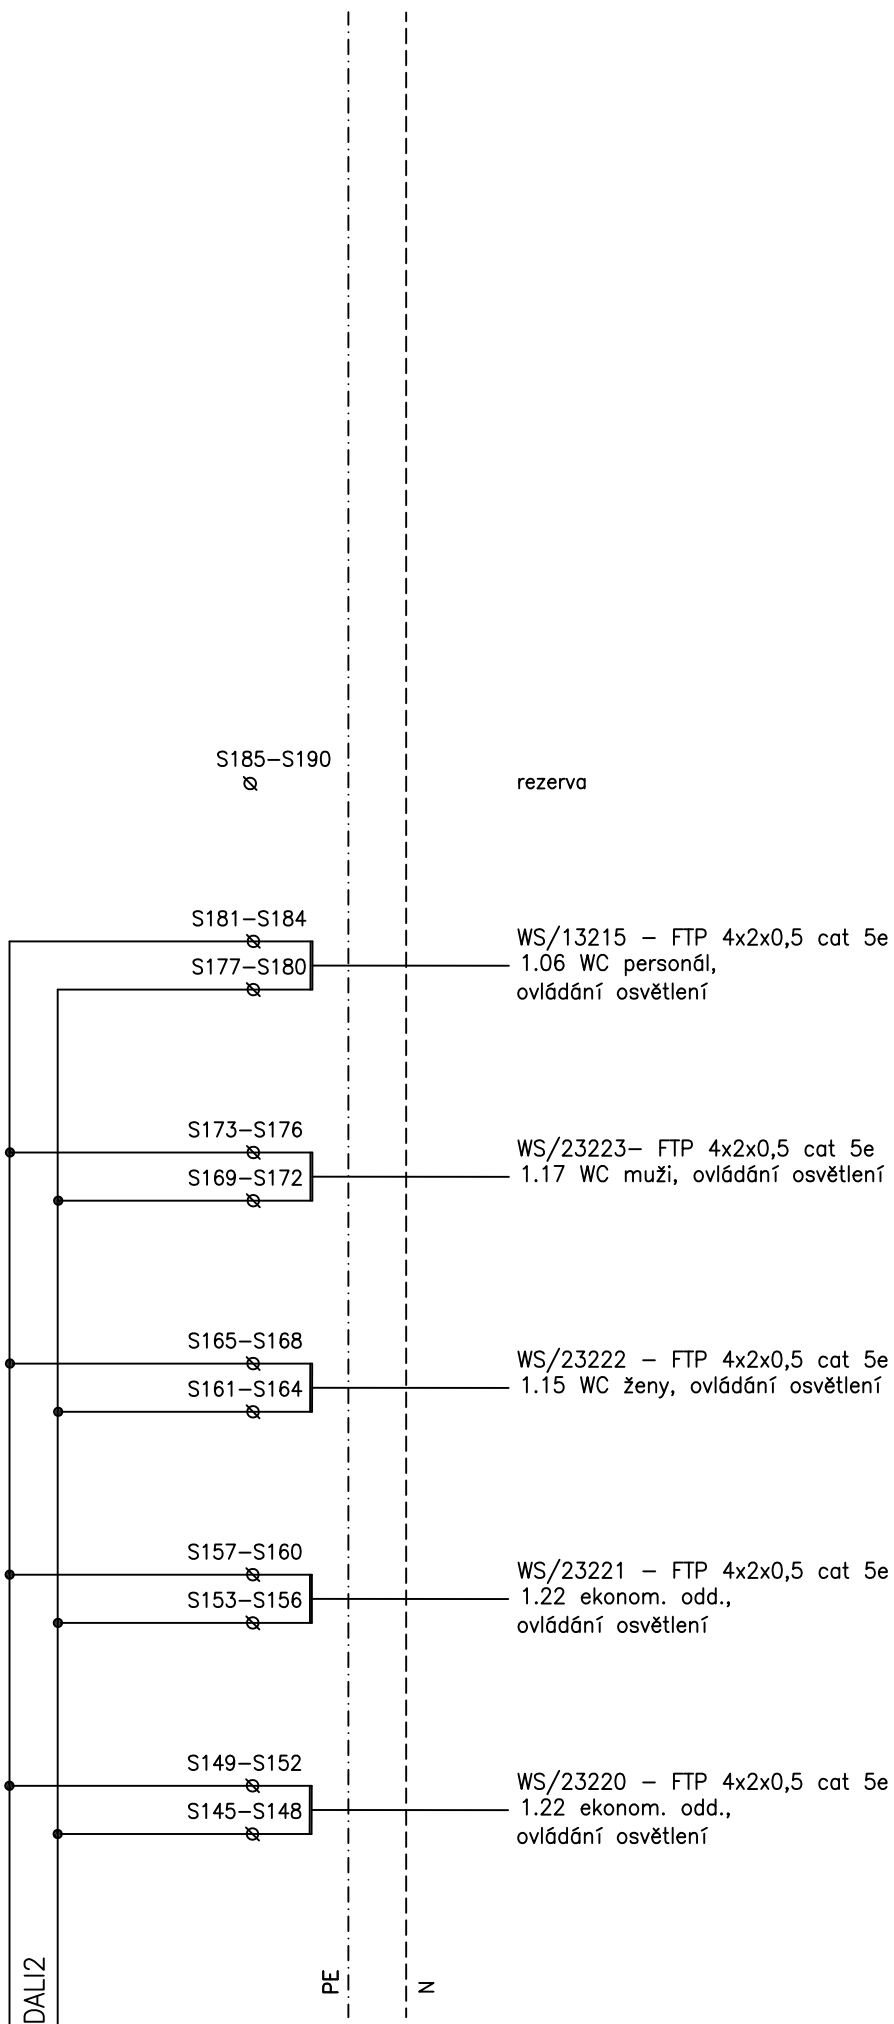 S185–S190
rezerva
S181–S184
S177–S180
WS/13215 – FTP 4x2x0,5 cat 5e
1.06 WC personál,
ovládání osvětlení
S173–S176
S169–S172
WS/23223– FTP 4x2x0,5 cat 5e
1.17 WC muži, ovládání osvětlení
S165–S168
S161–S164
WS/23222 – FTP 4x2x0,5 cat 5e
1.15 WC ženy, ovládání osvětlení
S157–S160
S153–S156
WS/23221 – FTP 4x2x0,5 cat 5e
1.22 ekonom. odd.,
ovládání osvětlení
S149–S152
S145–S148
WS/23220 – FTP 4x2x0,5 cat 5e
1.22 ekonom. odd.,
ovládání osvětlení
DALI2
PE
N